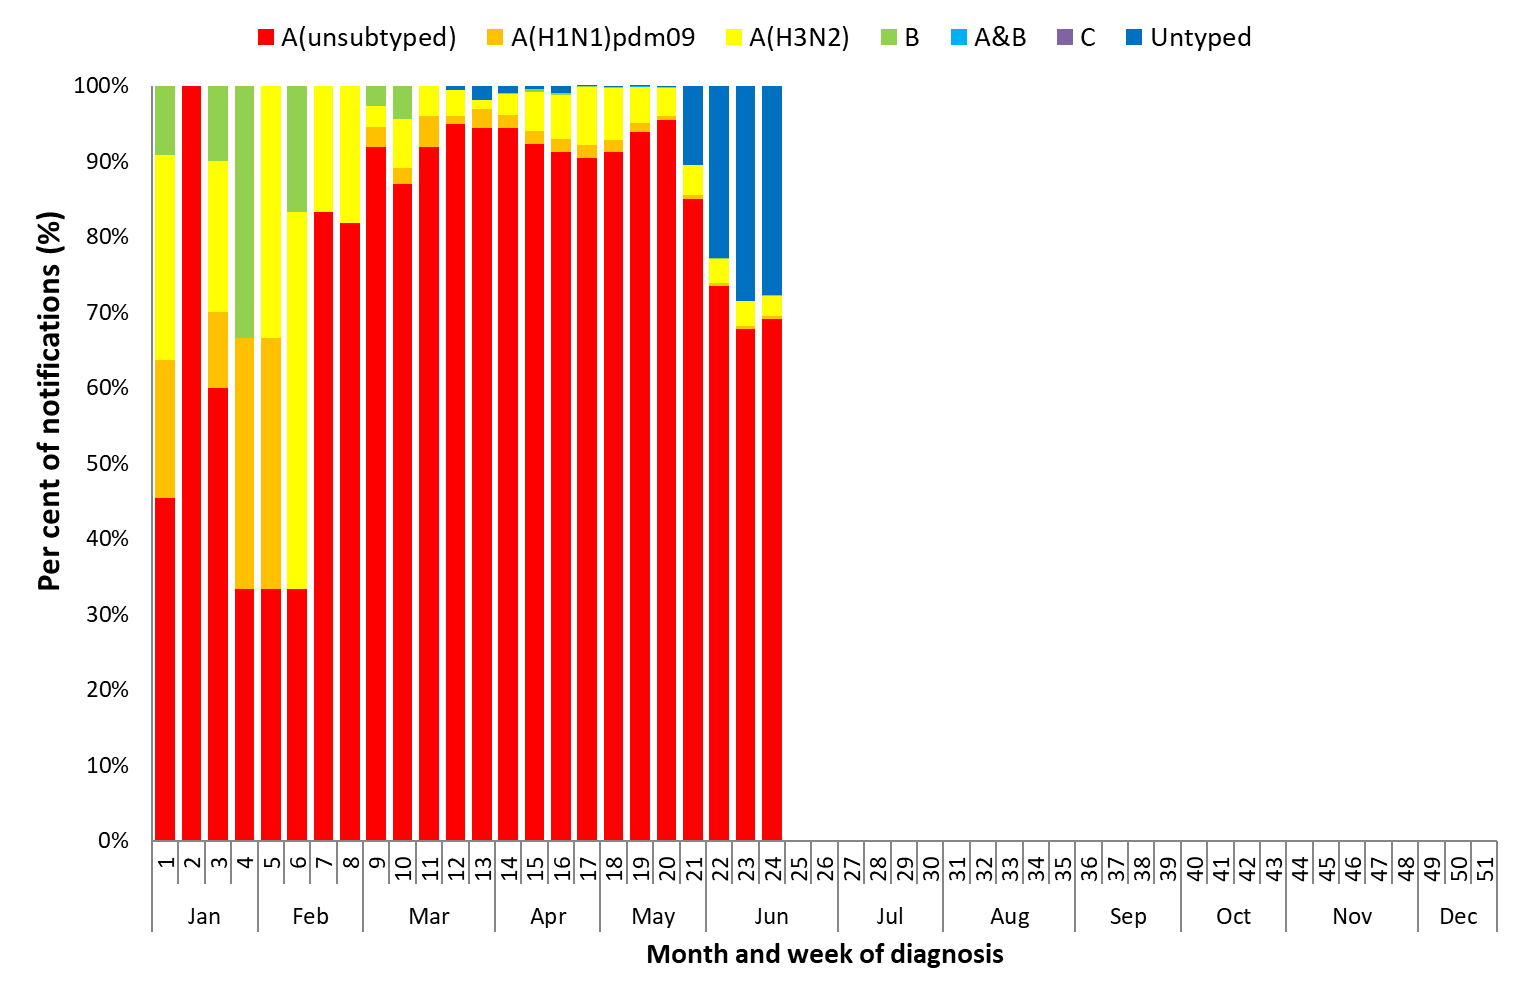 A(unsubtyped) A(H1N1)pdm09 A(H3N2) B A&B C Untyped
Per cent of notifications (%)
100%
90%
80%
70%
60%
50%
40%
30%
20%
10%
0%
1 2 3 4 5 6 7 8 9 10 11 12 13 14 15 16 17 18 19 20 21 22 23 24 25 26 27 28 29 30 31 32 33 34 35 36 37 38 39 40 41 42 43 44 45 46 47 48 49 50 51
Jan Feb Mar Apr May Jun Jul Aug Sep Oct Nov Dec
Month and week of diagnosis